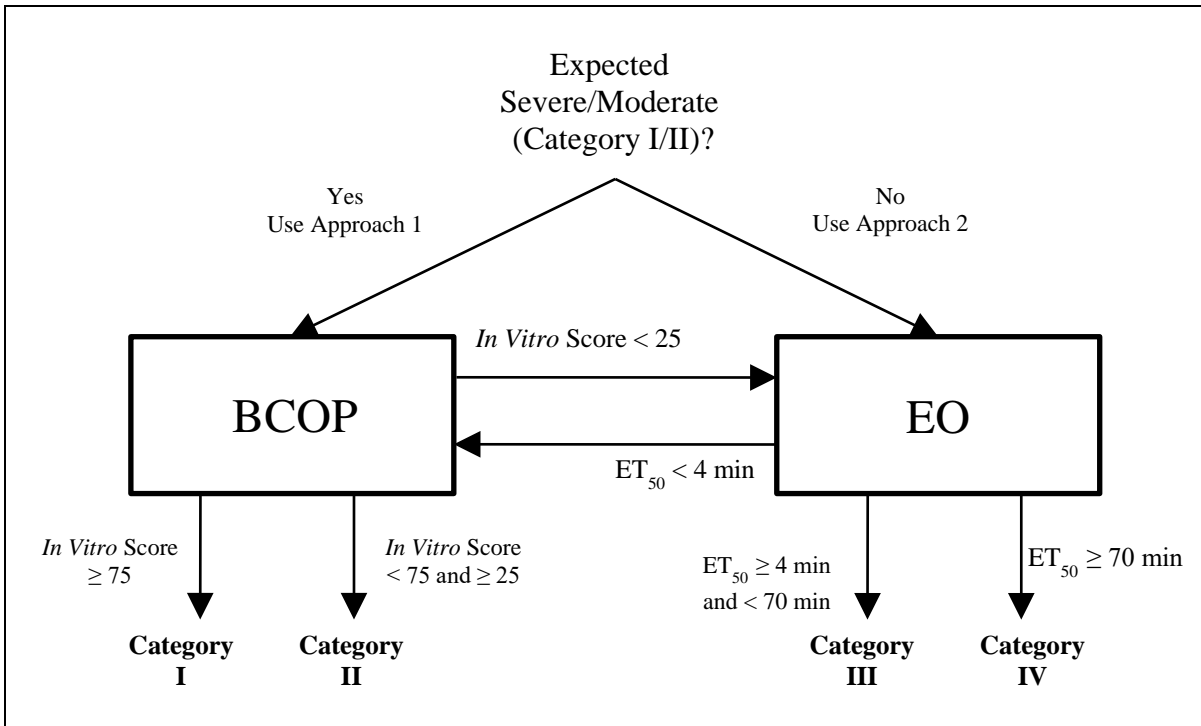 Expected
Severe/Moderate
(Category I/II)?
Yes
Use Approach 1
No
Use Approach 2
In Vitro Score < 25
BCOP
EO
ET50 < 4 min
In Vitro Score
≥ 75
In Vitro Score
< 75 and ≥ 25
ET50 ≥ 4 min
and < 70 min
ET50 ≥ 70 min
Category
I
Category
II
Category
III
Category
IV